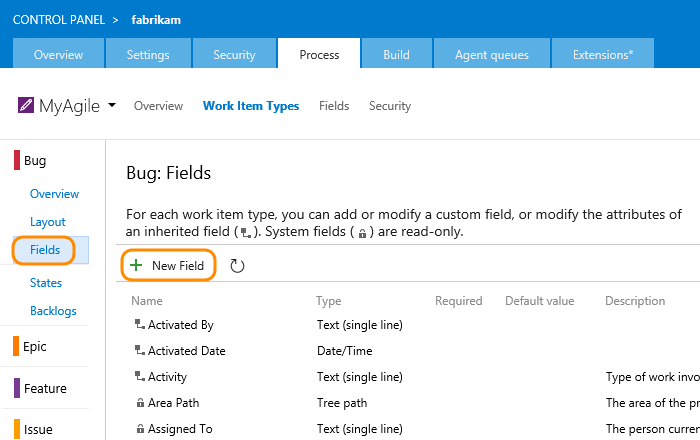 CONTROL PANEL > fabrikam
Overview Settings Security Process Build Agent queues Extensions*
MyAgile Overview Work Item Types Fields Security
Bug
Overview
Layout
Fields
States
Backlogs
Epic
Feature
Issue
Bug: Fields
For each work item type, you can add or modify a custom field, or modify the attributes of
an inherited field ( ). System fields ( ) are read-only.
+ New Field
Name Type Required Default value Description
Activated By Text (single line)
Activated Date Date/Time
Activity Text (single line) Type of work invo
Area Path Tree path The area of the pr
Assigned To Text (single line) The person curren